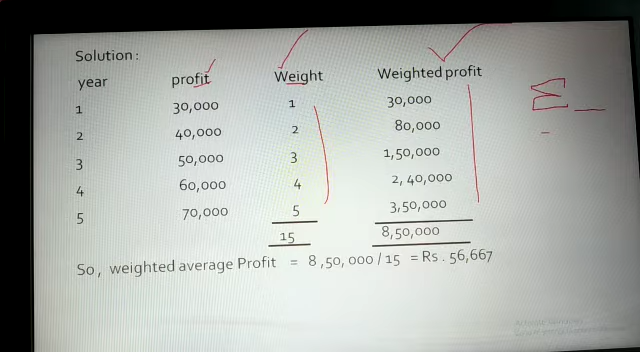 Solution:
year profit Weight Weighted profit
1 30,000 1 30,000
2 40,000 2 80,000
3 50,000 3 1,50,000
4 60,000 4 2, 40,000
5 70,000 5 3,50,000
15 8,50,000
So, weighted average Profit = 8,50,000/15 = Rs. 56,667
Σ